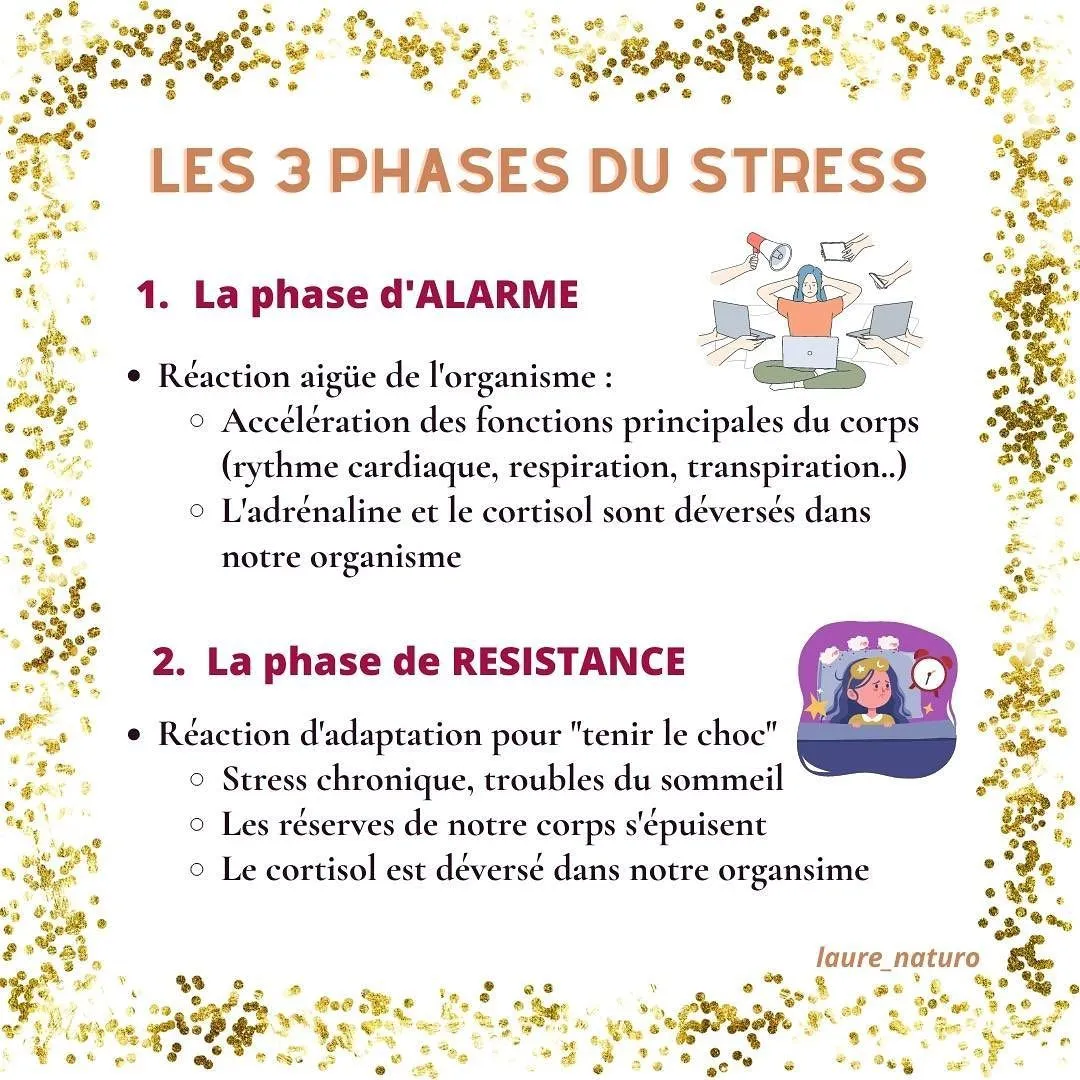 LES 3 PHASES DU STRESS
1. La phase d'ALARME
• Réaction aigüe de l'organisme :
○ Accélération des fonctions principales du corps
(rythme cardiaque, respiration, transpiration..)
○ L'adrénaline et le cortisol sont déversés dans
notre organisme
2. La phase de RESISTANCE
• Réaction d'adaptation pour "tenir le choc"
○ Stress chronique, troubles du sommeil
○ Les réserves de notre corps s'épuisent
○ Le cortisol est déversé dans notre organsime
laure_naturo